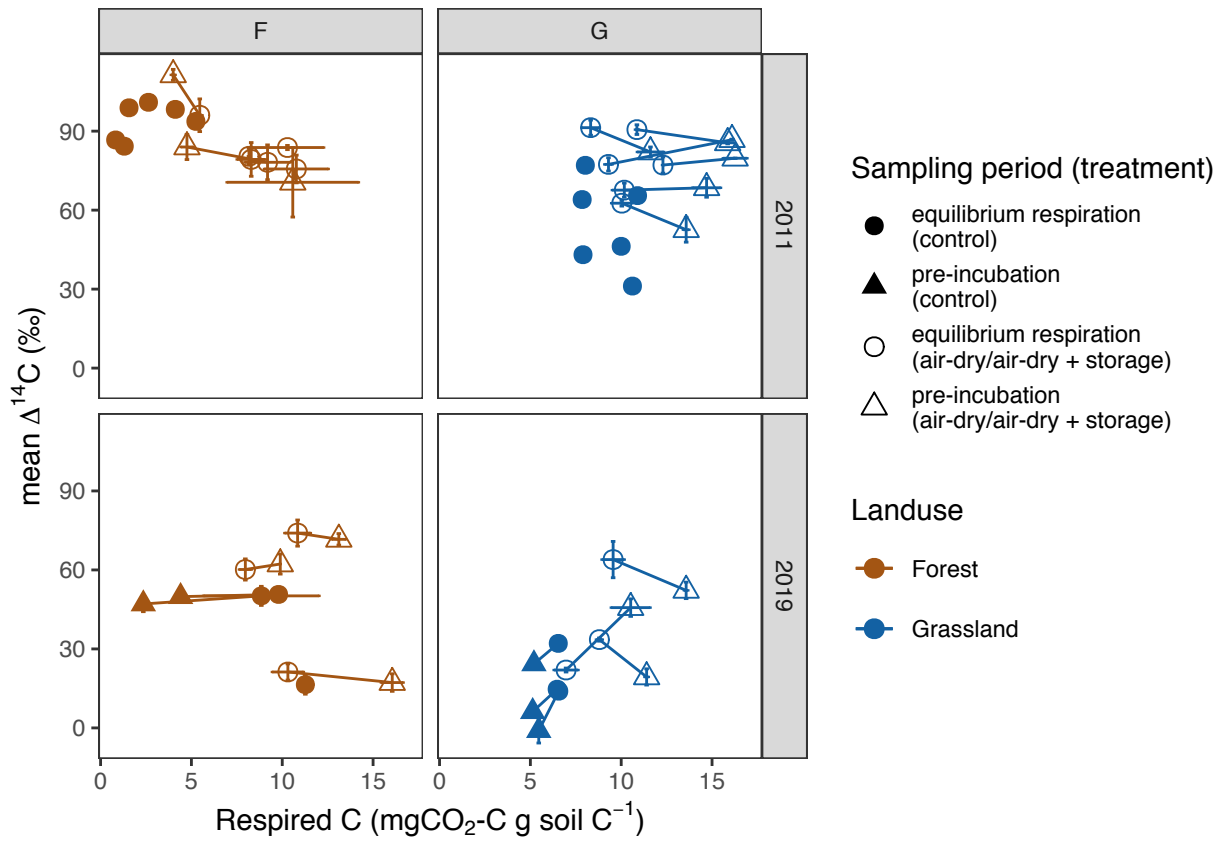 F
G
90
60
30
0
2011
90
60
30
0
2019
mean Δ¹⁴C (‰)
0
5
10
15
0
5
10
15
Respired C (mgCO₂-C g soil C⁻¹)
Sampling period (treatment)
equilibrium respiration
(control)
pre-incubation
(control)
equilibrium respiration
(air-dry/air-dry + storage)
pre-incubation
(air-dry/air-dry + storage)
Landuse
Forest
Grassland